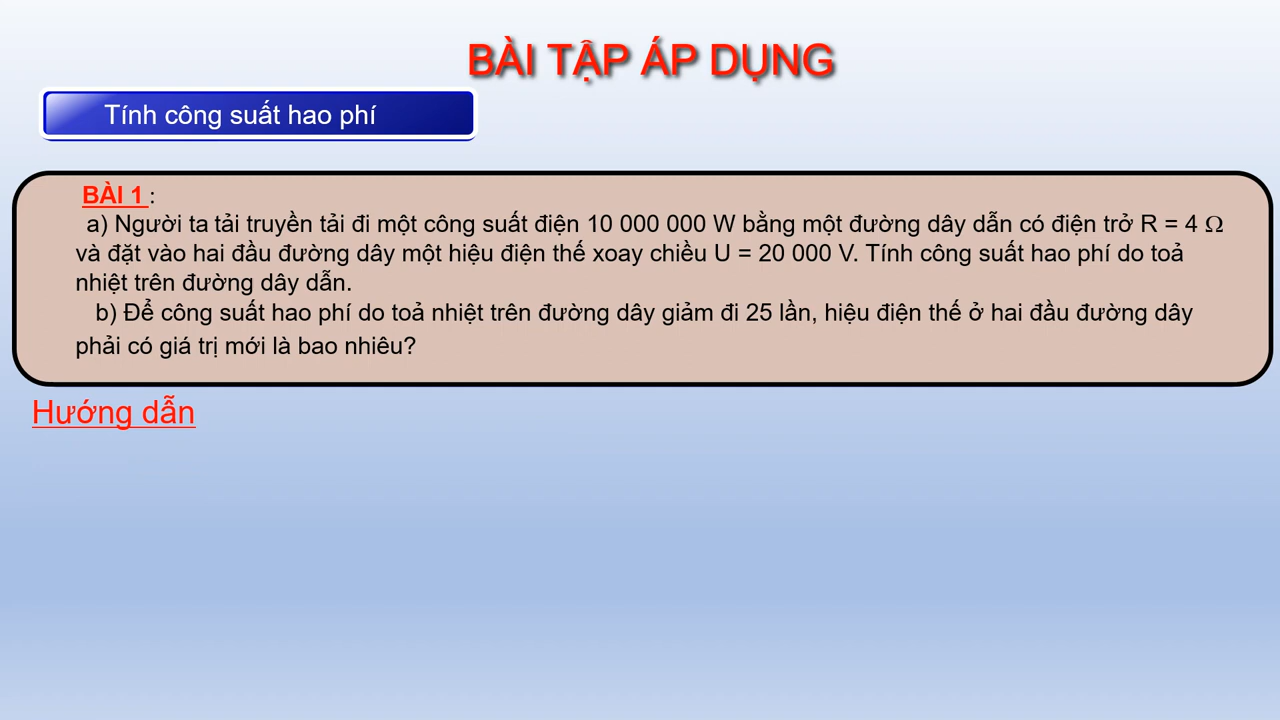 BÀI TẬP ÁP DỤNG
Tính công suất hao phí
BÀI 1 :
a) Người ta tải truyền tải đi một công suất điện 10 000 000 W bằng một đường dây dẫn có điện trở R = 4 Ω
và đặt vào hai đầu đường dây một hiệu điện thế xoay chiều U = 20 000 V. Tính công suất hao phí do toả
nhiệt trên đường dây dẫn.
b) Để công suất hao phí do toả nhiệt trên đường dây giảm đi 25 lần, hiệu điện thế ở hai đầu đường dây
phải có giá trị mới là bao nhiêu?
Hướng dẫn